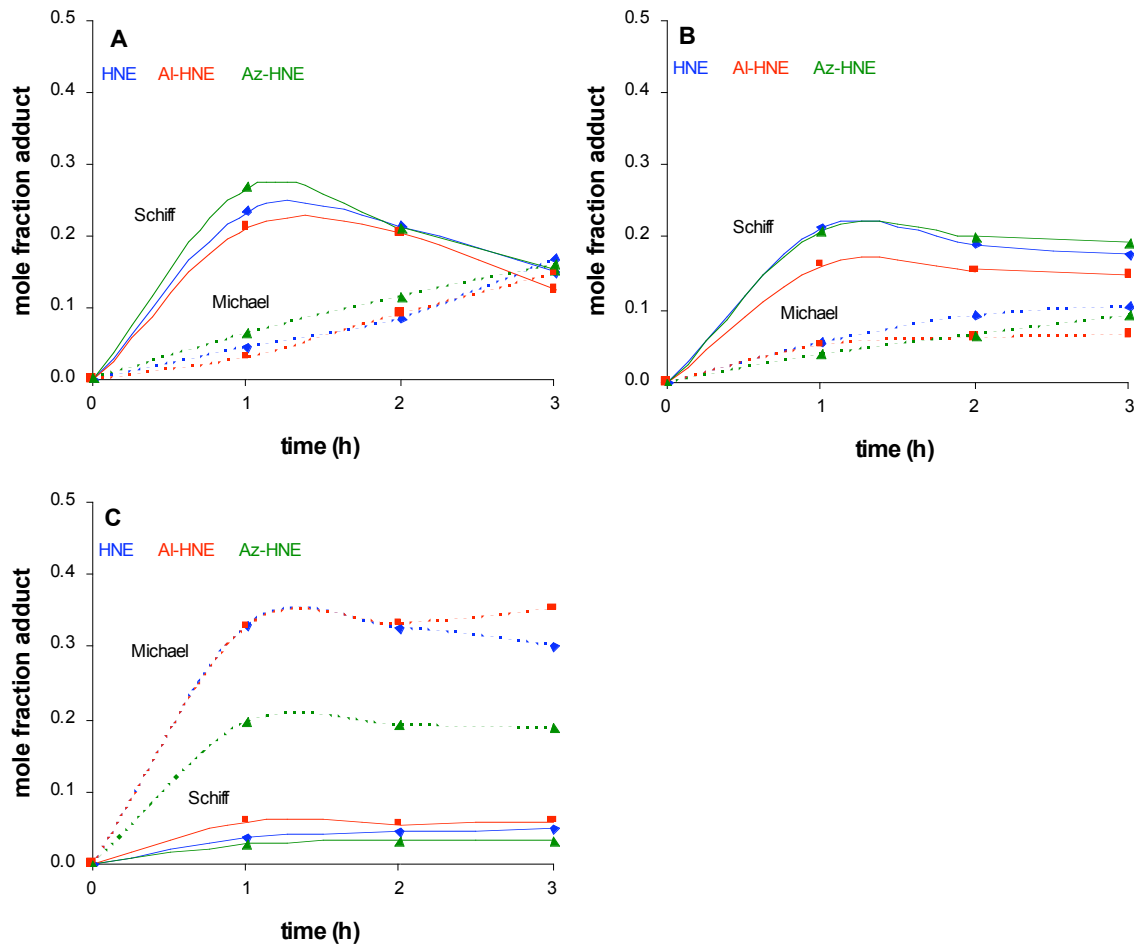 A
HNE Al-HNE Az-HNE
mole fraction adduct
0.5
0.4
0.3
0.2
0.1
0.0
Schiff
Michael
0 1 2 3
time (h)
B
HNE Al-HNE Az-HNE
mole fraction adduct
0.5
0.4
0.3
0.2
0.1
0.0
Schiff
Michael
0 1 2 3
time (h)
C
HNE Al-HNE Az-HNE
mole fraction adduct
0.5
0.4
0.3
0.2
0.1
0.0
Michael
Schiff
0 1 2 3
time (h)